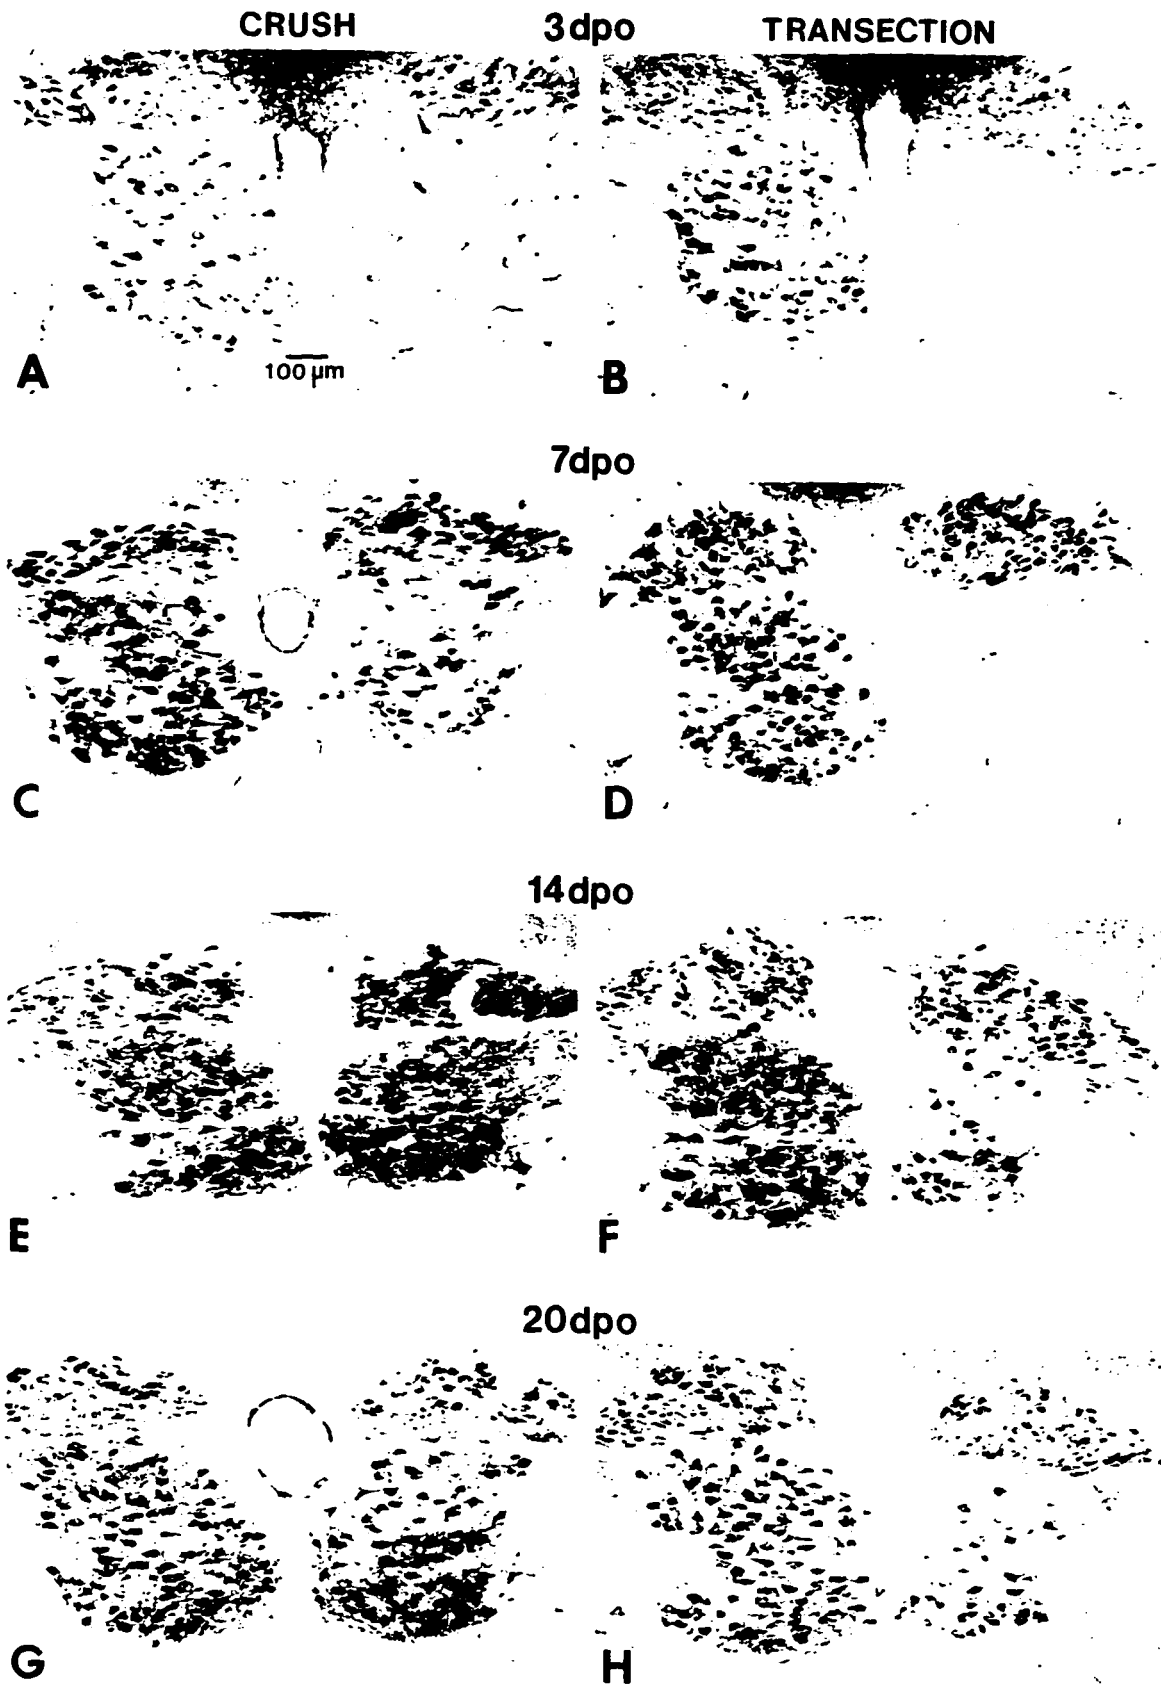 CRUSH 3dpo TRANSECTION
A 100 µm B
7dpo
C D
14dpo
E F
20dpo
G H